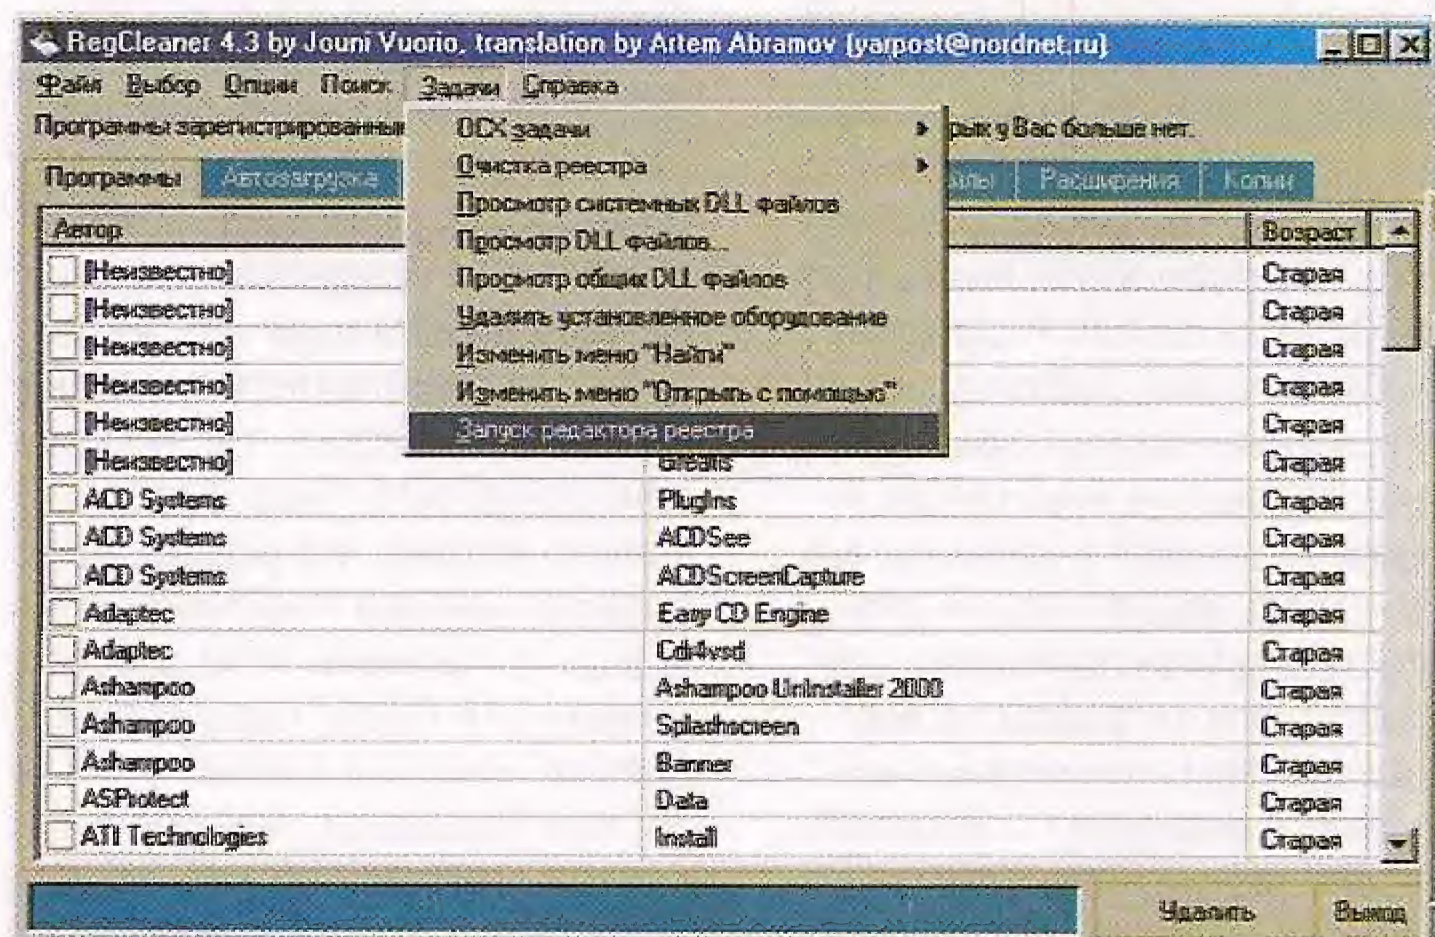 RegCleaner 4.3 by Jouni Vuorio, translation by Artem Abramov (yarpost@nordnet.ru)
Файл Выбор Опции Поиск Задачи Справка
Программы зарегистрированные рых у Вас больше нет.
OCX задачи
Очистка реестра
Просмотр системных DLL файлов
Просмотр DLL файлов...
Просмотр общих DLL файлов
Удалить установленное оборудование
Изменить меню "Найти"
Изменить меню "Открыть с помощью"
Запуск редактора реестра
Программы Автозагрузка йлы Расширения Копии
Автор Возраст
[Неизвестно] Старая
[Неизвестно] Старая
[Неизвестно] Старая
[Неизвестно] Старая
[Неизвестно] Старая
[Неизвестно] Старая
ACD Systems PlugIns Старая
ACD Systems ACDSee Старая
ACD Systems ACDScreenCapture Старая
Adaptec Easy CD Engine Старая
Adaptec Cdr4vsd Старая
Ashampoo Ashampoo UnInstaller 2000 Старая
Ashampoo Splashscreen Старая
Ashampoo Banner Старая
ASProtect Data Старая
ATI Technologies Install Старая
Удалить Выход